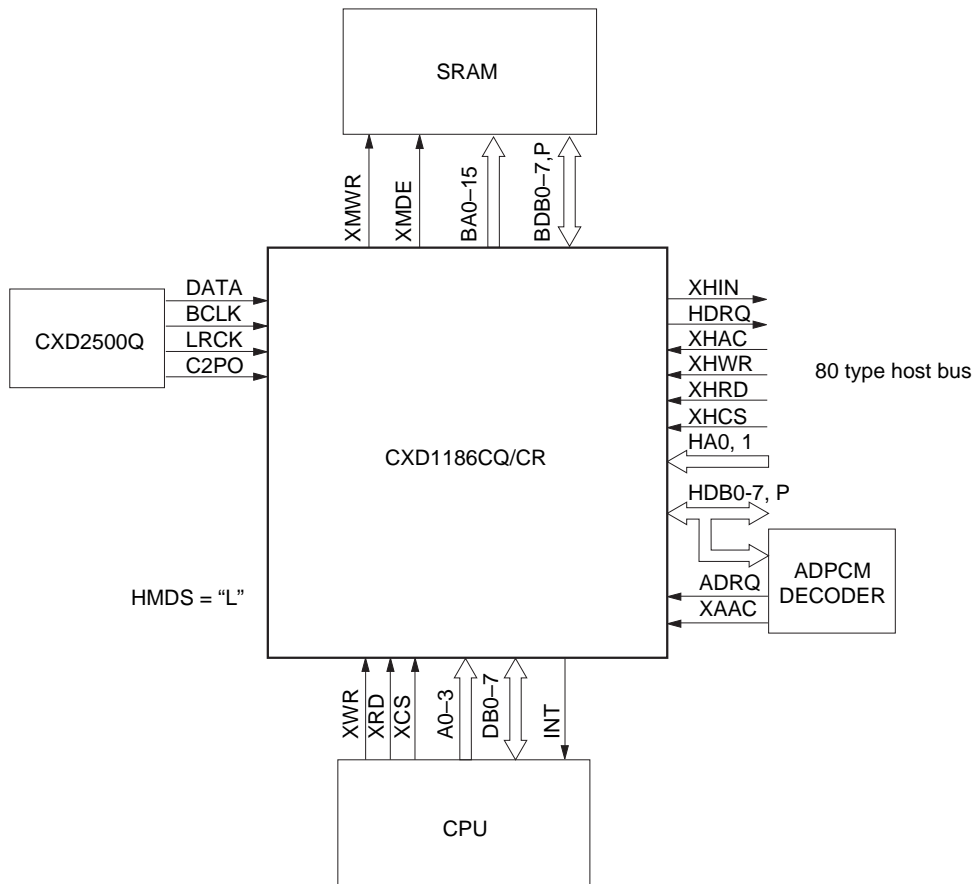 SRAM
XMWR
XMDE
BA0–15
BDB0–7,P
DATA
BCLK
LRCK
C2PO
CXD2500Q
XHIN
HDRQ
XHAC
XHWR
XHRD
XHCS
HA0, 1
HDB0-7, P
80 type host bus
CXD1186CQ/CR
ADRQ
XAAC
ADPCM
DECODER
HMDS = “L”
XWR
XRD
XCS
A0–3
DB0–7
INT
CPU